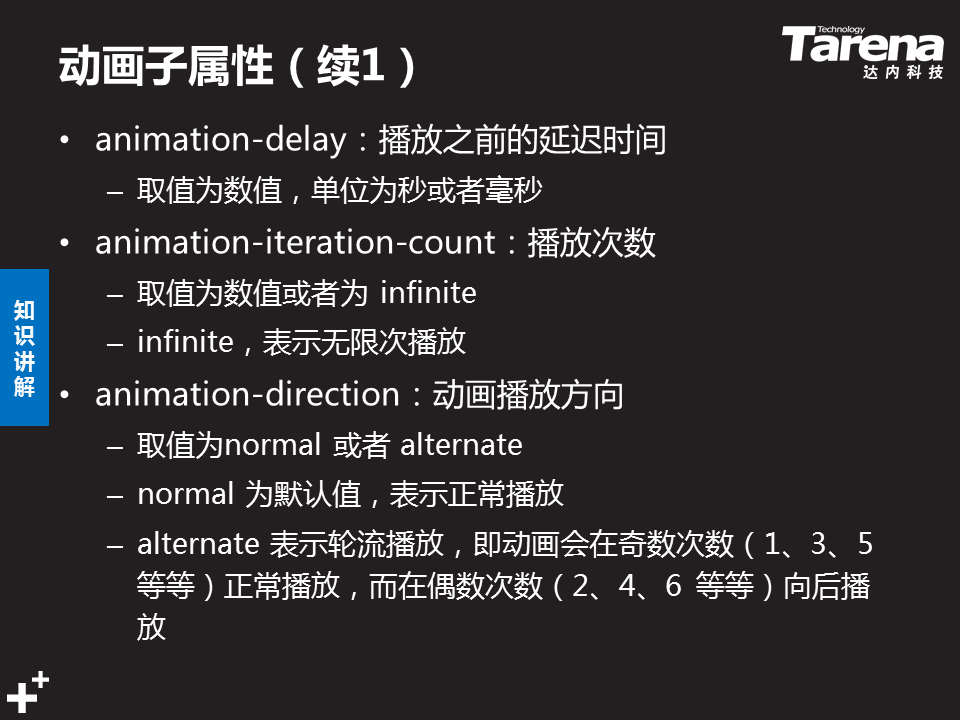 动画子属性（续1）
Technology
Tarena
达内科技
• animation-delay：播放之前的延迟时间
– 取值为数值，单位为秒或者毫秒
• animation-iteration-count：播放次数
– 取值为数值或者为 infinite
– infinite，表示无限次播放
• animation-direction：动画播放方向
– 取值为normal 或者 alternate
– normal 为默认值，表示正常播放
– alternate 表示轮流播放，即动画会在奇数次数（1、3、5
等等）正常播放，而在偶数次数（2、4、6 等等）向后播
放
知
识
讲
解